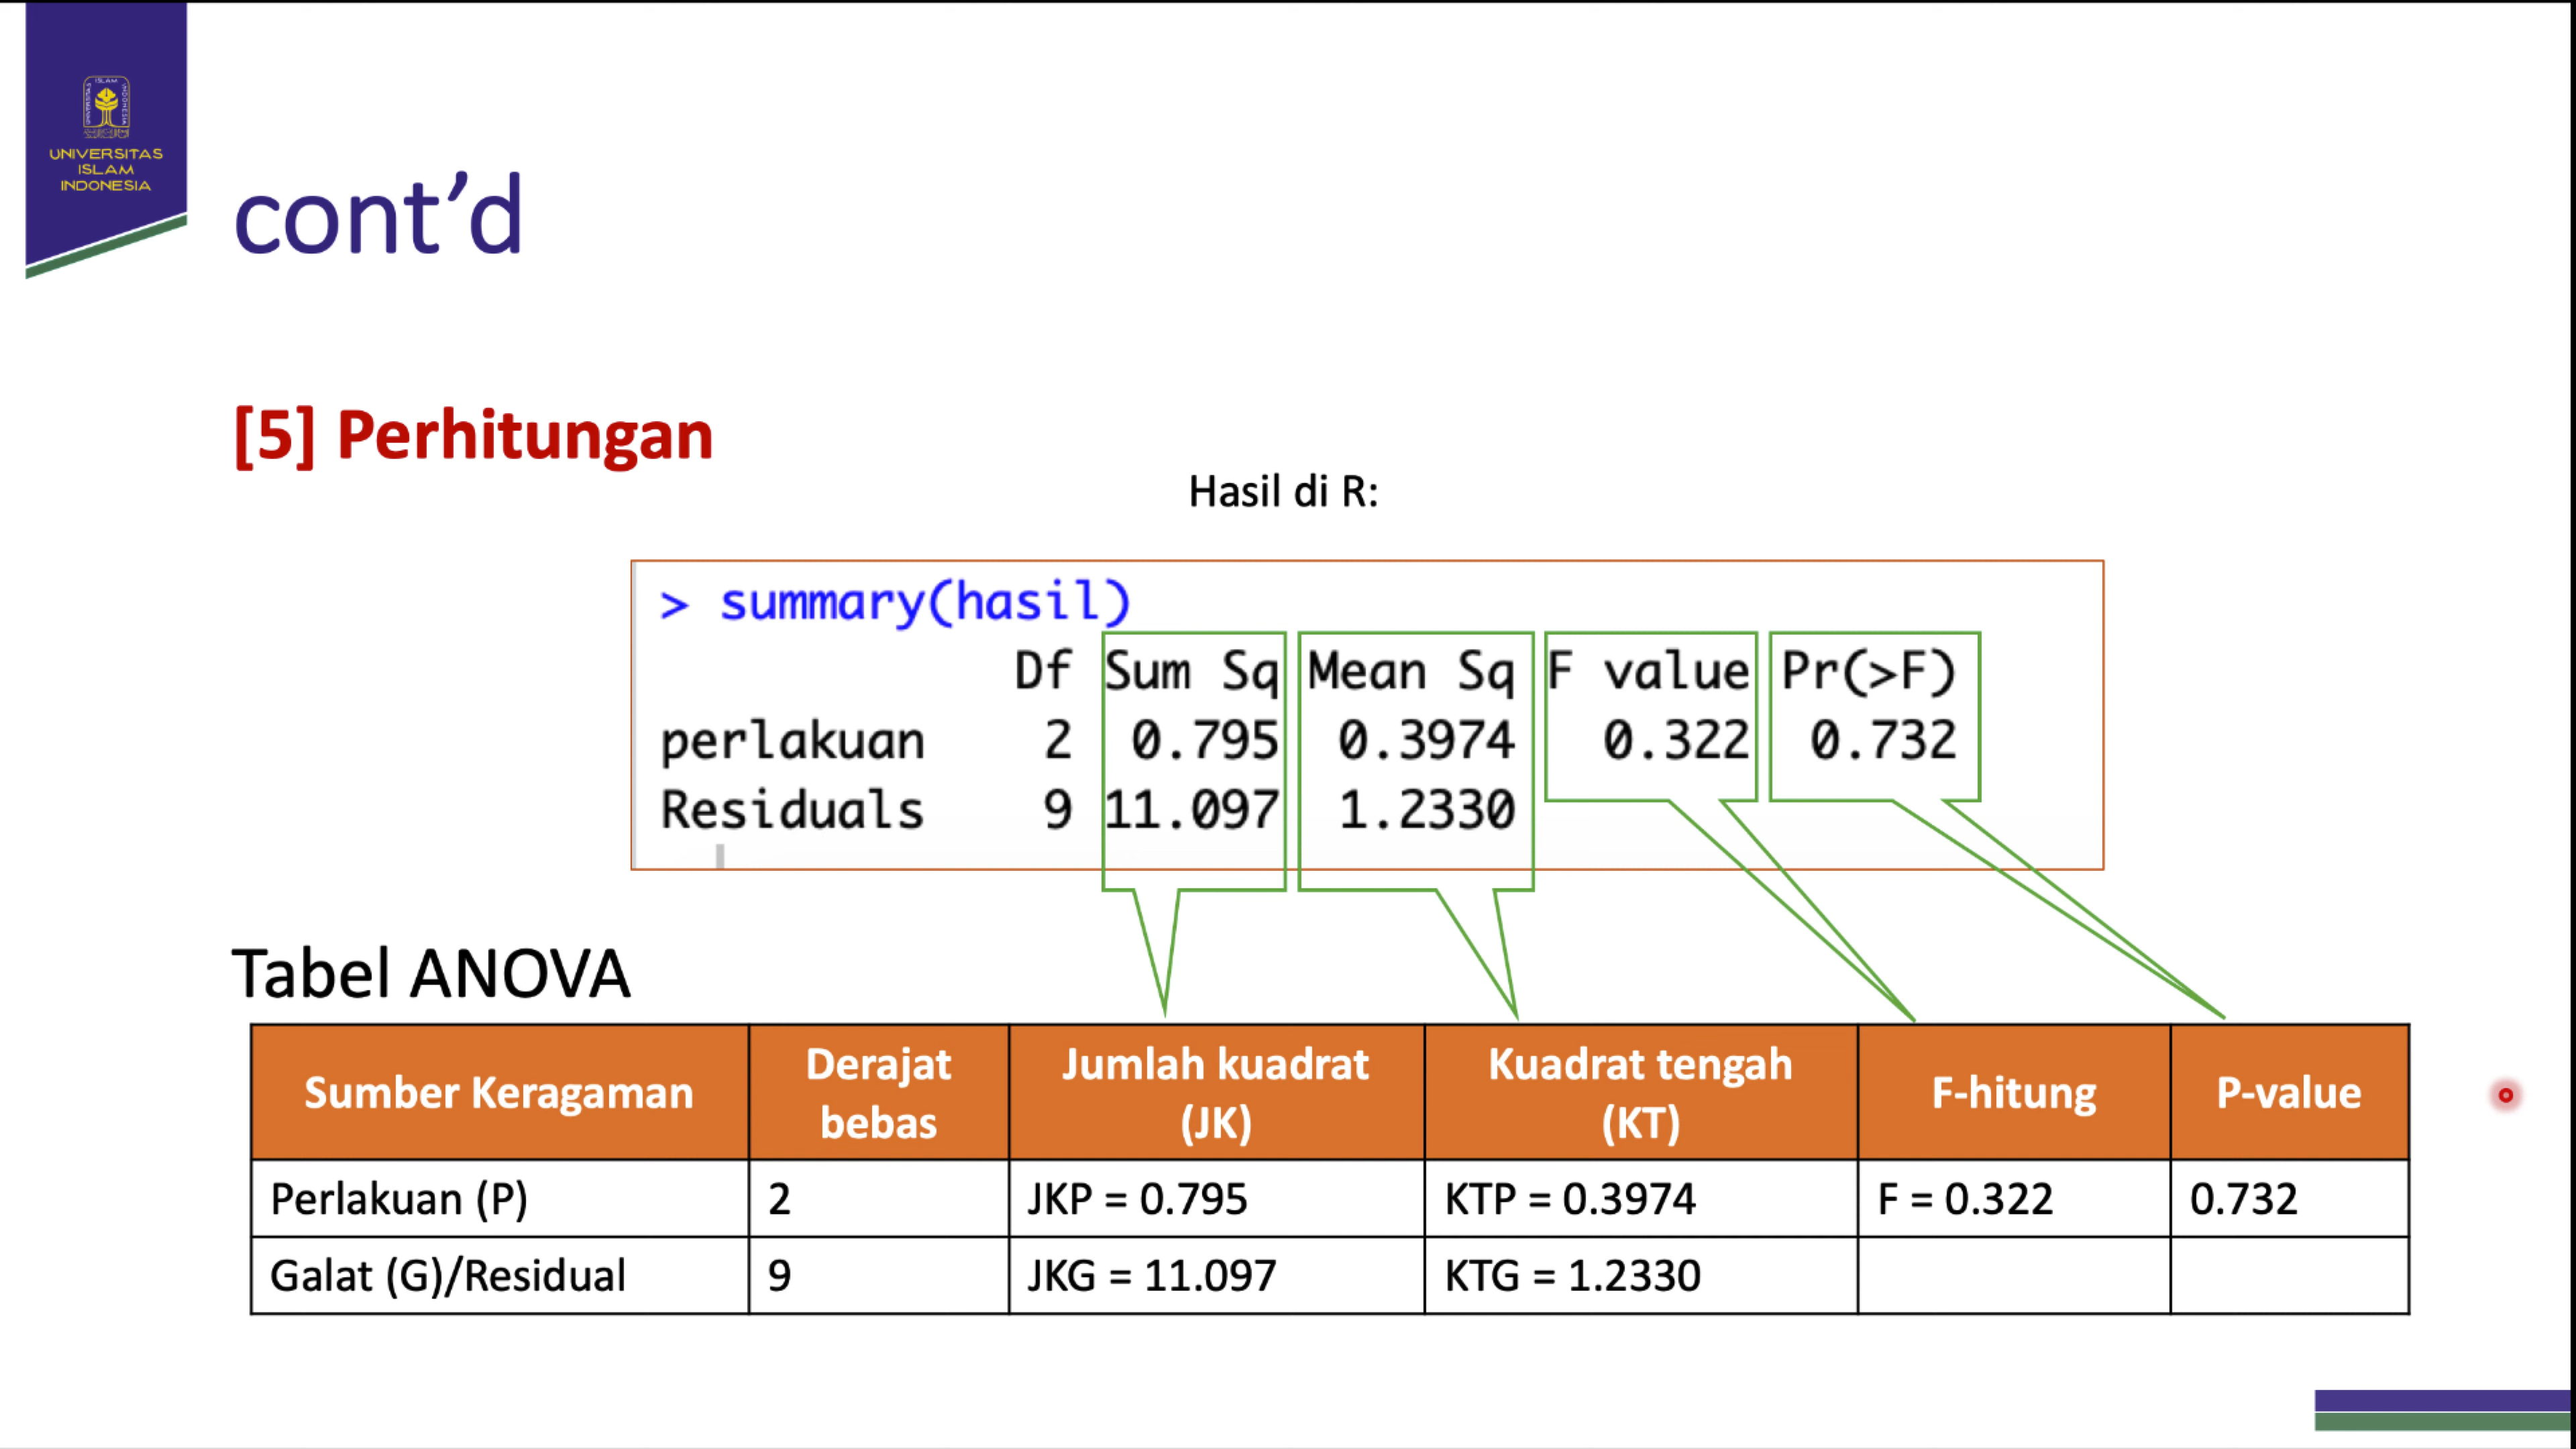 UNIVERSITAS
ISLAM
INDONESIA
cont’d
[5] Perhitungan
Hasil di R:
> summary(hasil)
Df Sum Sq Mean Sq F value Pr(>F)
perlakuan 2 0.795 0.3974 0.322 0.732
Residuals 9 11.097 1.2330
Tabel ANOVA
Sumber Keragaman Derajat bebas Jumlah kuadrat (JK) Kuadrat tengah (KT) F-hitung P-value
Perlakuan (P) 2 JKP = 0.795 KTP = 0.3974 F = 0.322 0.732
Galat (G)/Residual 9 JKG = 11.097 KTG = 1.2330